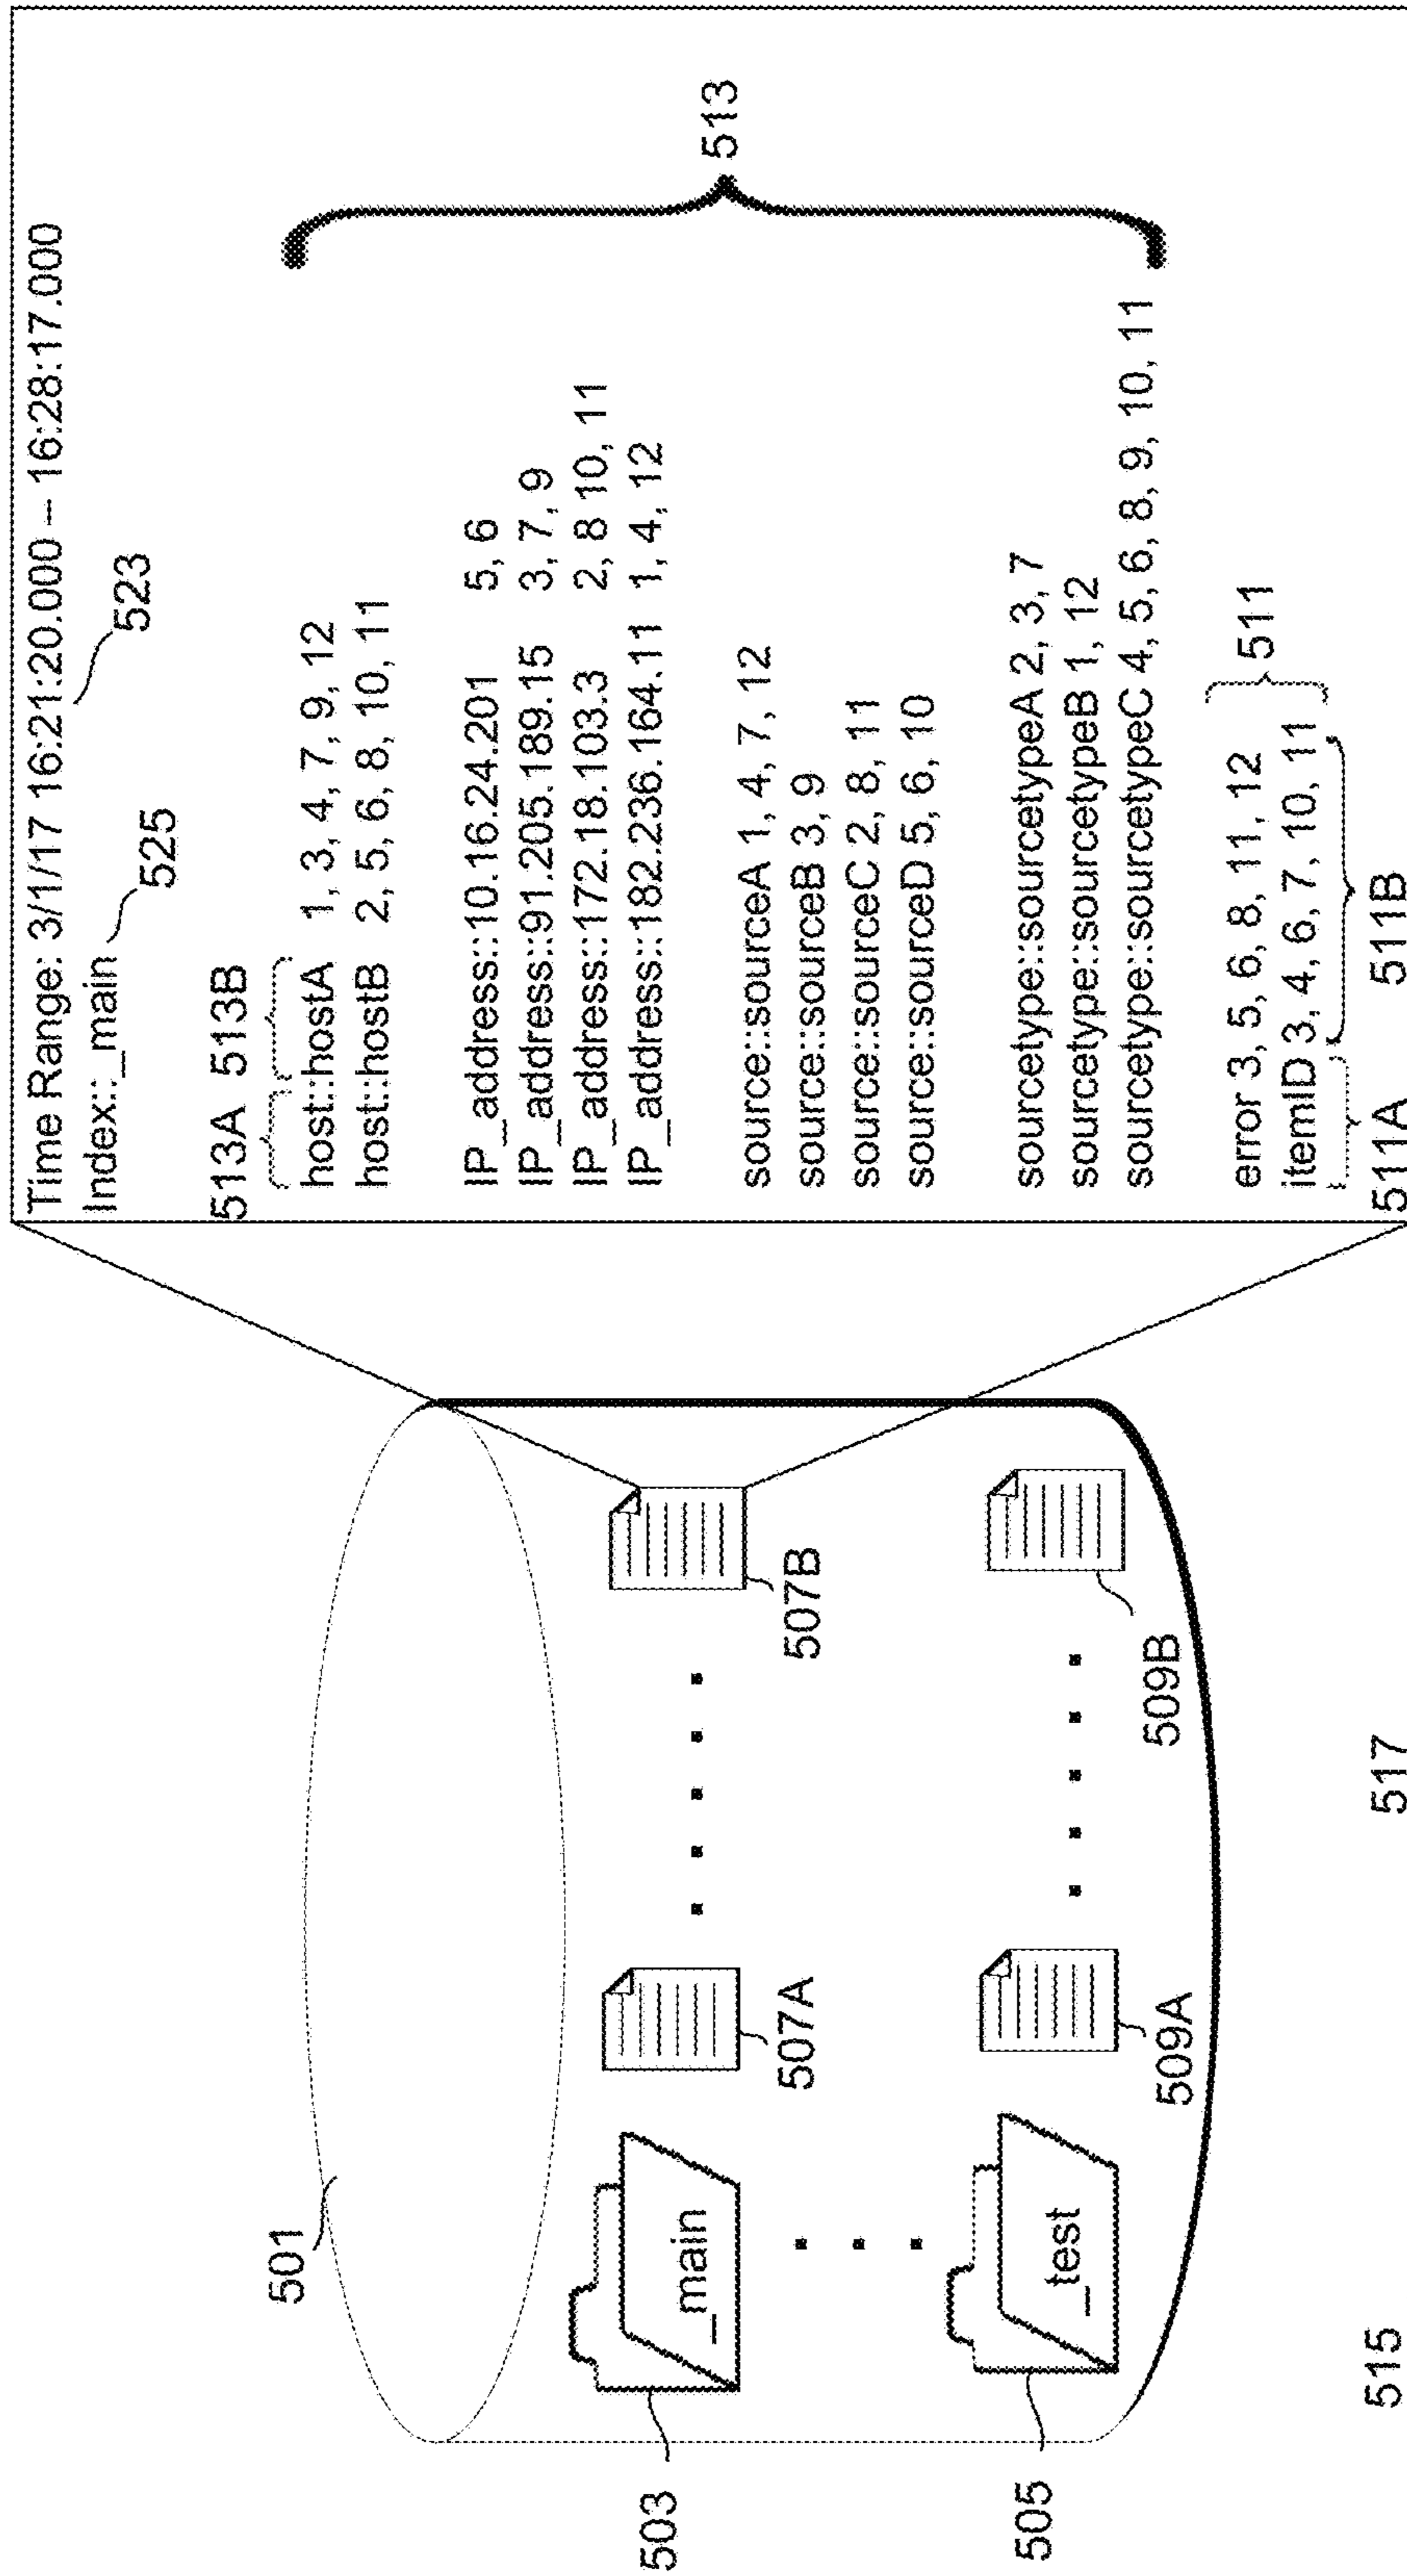 Time Range: 3/1/17 16:21:20.000 – 16:28:17.000
Index::_main
523
525
513A 513B
host::hostA 1, 3, 4, 7, 9, 12
host::hostB 2, 5, 6, 8, 10, 11
IP_address::10.16.24.201 5, 6
IP_address::91.205.189.15 3, 7, 9
IP_address::172.18.103.3 2, 8 10, 11
IP_address::182.236.164.11 1, 4, 12
513
source::sourceA 1, 4, 7, 12
source::sourceB 3, 9
source::sourceC 2, 8, 11
source::sourceD 5, 6, 10
sourcetype::sourcetypeA 2, 3, 7
sourcetype::sourcetypeB 1, 12
sourcetype::sourcetypeC 4, 5, 6, 8, 9, 10, 11
error 3, 5, 6, 8, 11, 12
itemID 3, 4, 6, 7, 10, 11
511
511A 511B
501
503
_main
507A
507B
505
_test
509A
509B
515
517